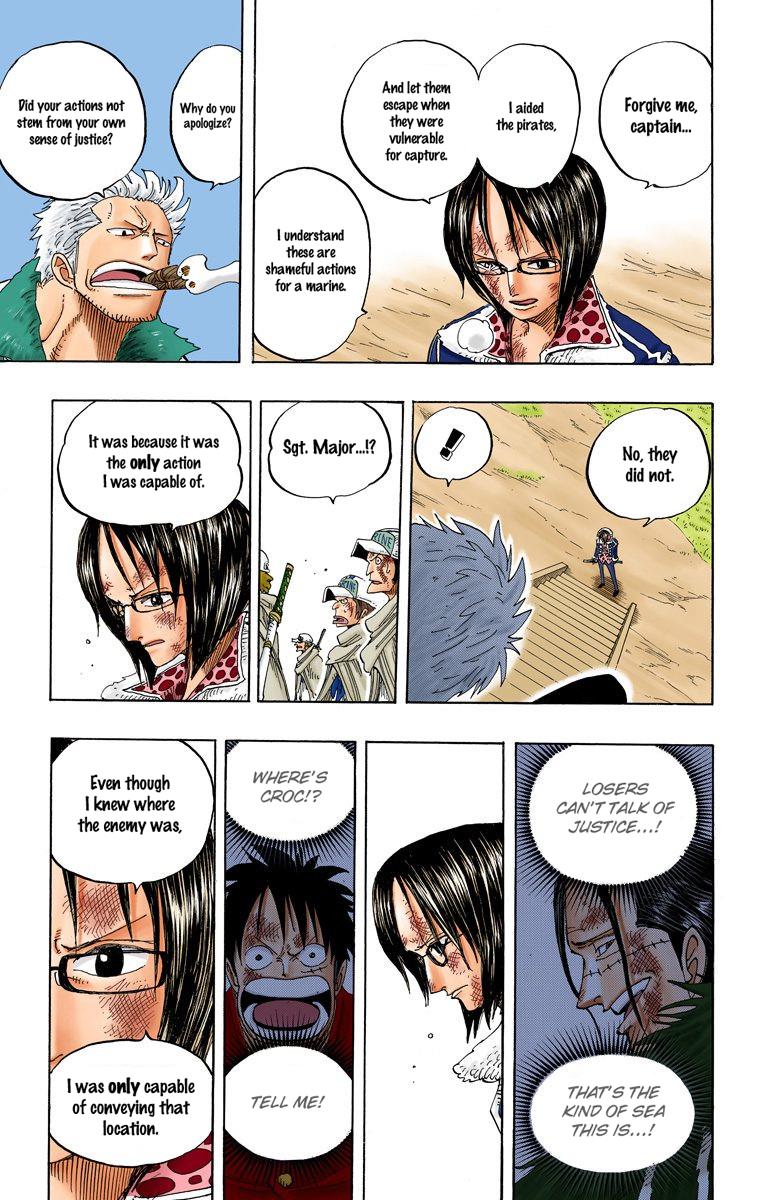 Forgive me,
captain...
I aided
the pirates,
And let them
escape when
they were
vulnerable
for capture.
I understand
these are
shameful actions
for a marine.
Why do you
apologize?
Did your actions not
stem from your own
sense of justice?
No, they
did not.
!
Sgt. Major...!?
INE
INE
It was because it was
the only action
I was capable of.
LOSERS
CAN'T TALK OF
JUSTICE...!
THAT'S THE
KIND OF SEA
THIS IS...!
WHERE'S
CROC!?
TELL ME!
Even though
I knew where
the enemy was,
I was only capable
of conveying that
location.